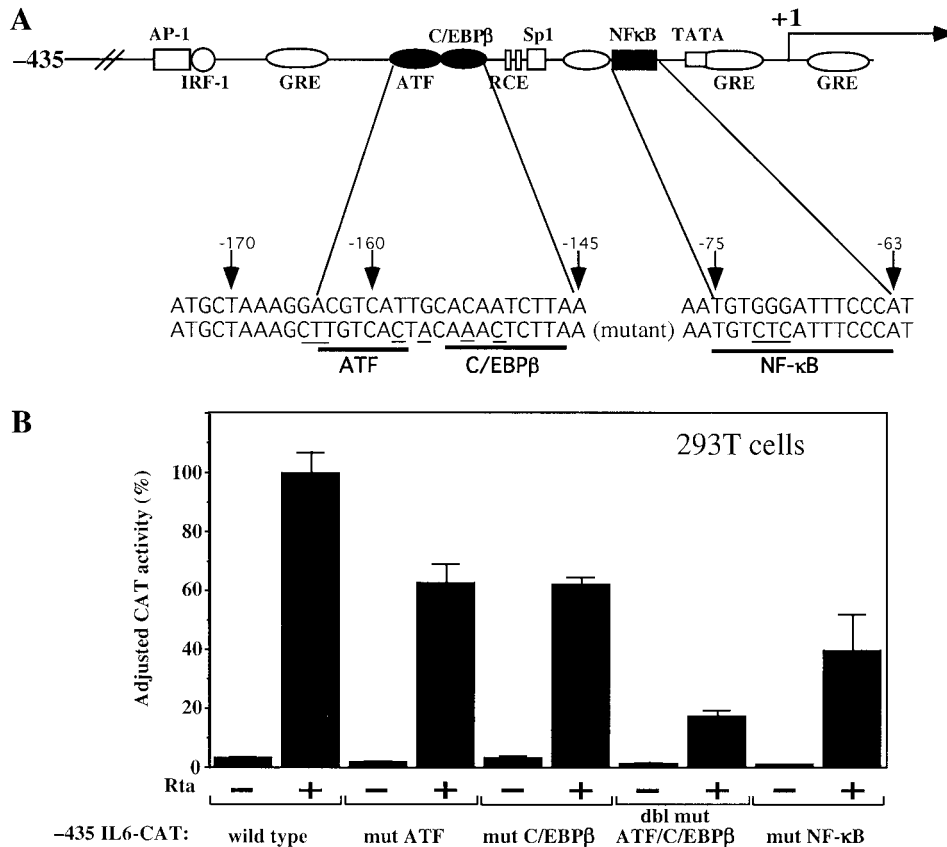 A
+1
C/EBPβ Sp1 NFκB TATA
AP-1
–435
IRF-1 GRE ATF RCE GRE GRE
-170 -160 -145 -75 -63
ATGCTAAAGGACGTCATTGCACAATCTTAA AATGTGGGATTTCCCAT
ATGCTAAAGCTTGTCACTACAAACTCTTAA (mutant) AATGTCTCATTTCCCAT
ATF C/EBPβ NF-κB
B
293T cells
Adjusted CAT activity (%)
100
80
60
40
20
0
Rta – + – + – + – + – +
–435 IL6-CAT: wild type mut ATF mut C/EBPβ dbl mut ATF/C/EBPβ mut NF-κB